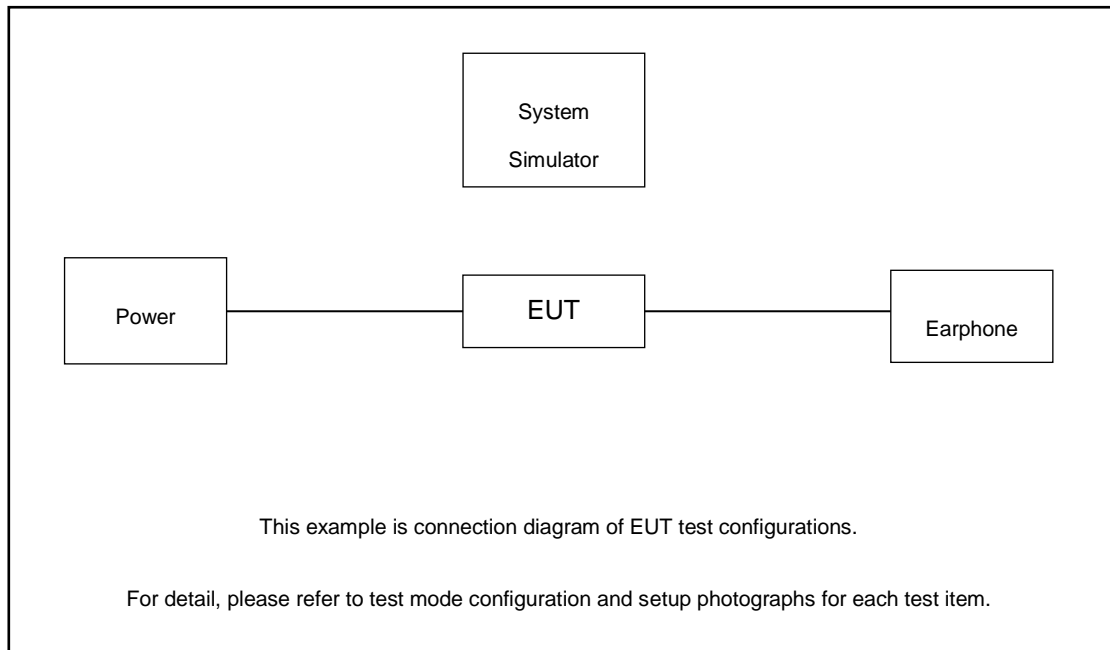 System
Simulator
Power
EUT
Earphone
This example is connection diagram of EUT test configurations.
For detail, please refer to test mode configuration and setup photographs for each test item.